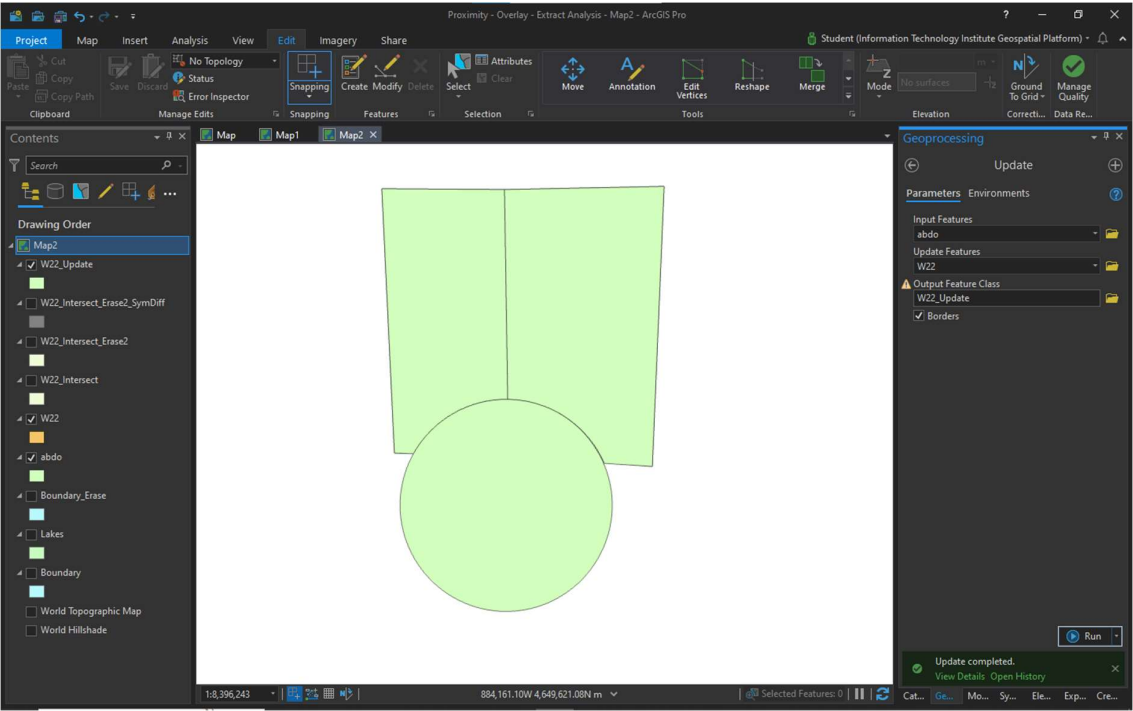 Proximity - Overlay - Extract Analysis - Map2 - ArcGIS Pro
Project Map Insert Analysis View Edit Imagery Share
Student (Information Technology Institute Geospatial Platform)
Paste
Cut
Copy
Copy Path
Clipboard
Save Discard
No Topology
Status
Error Inspector
Manage Edits
Snapping
Snapping
Create Modify Delete
Features
Select
Attributes
Clear
Selection
Move Annotation Edit Vertices Reshape Merge
Tools
Mode
No surfaces
m
Elevation
Ground To Grid
Correcti...
Manage Quality
Data Re...
Contents
Search
Drawing Order
Map2
W22_Update
W22_Intersect_Erase2_SymDiff
W22_Intersect_Erase2
W22_Intersect
W22
abdo
Boundary_Erase
Lakes
Boundary
World Topographic Map
World Hillshade
Map Map1 Map2
1:8,396,243
884,161.10W 4,649,621.08N m
Selected Features: 0
Geoprocessing
Update
Parameters Environments
Input Features
abdo
Update Features
W22
Output Feature Class
W22_Update
Borders
Run
Update completed.
View Details Open History
Cat... Ge... Mo... Sy... Ele... Exp... Cre...